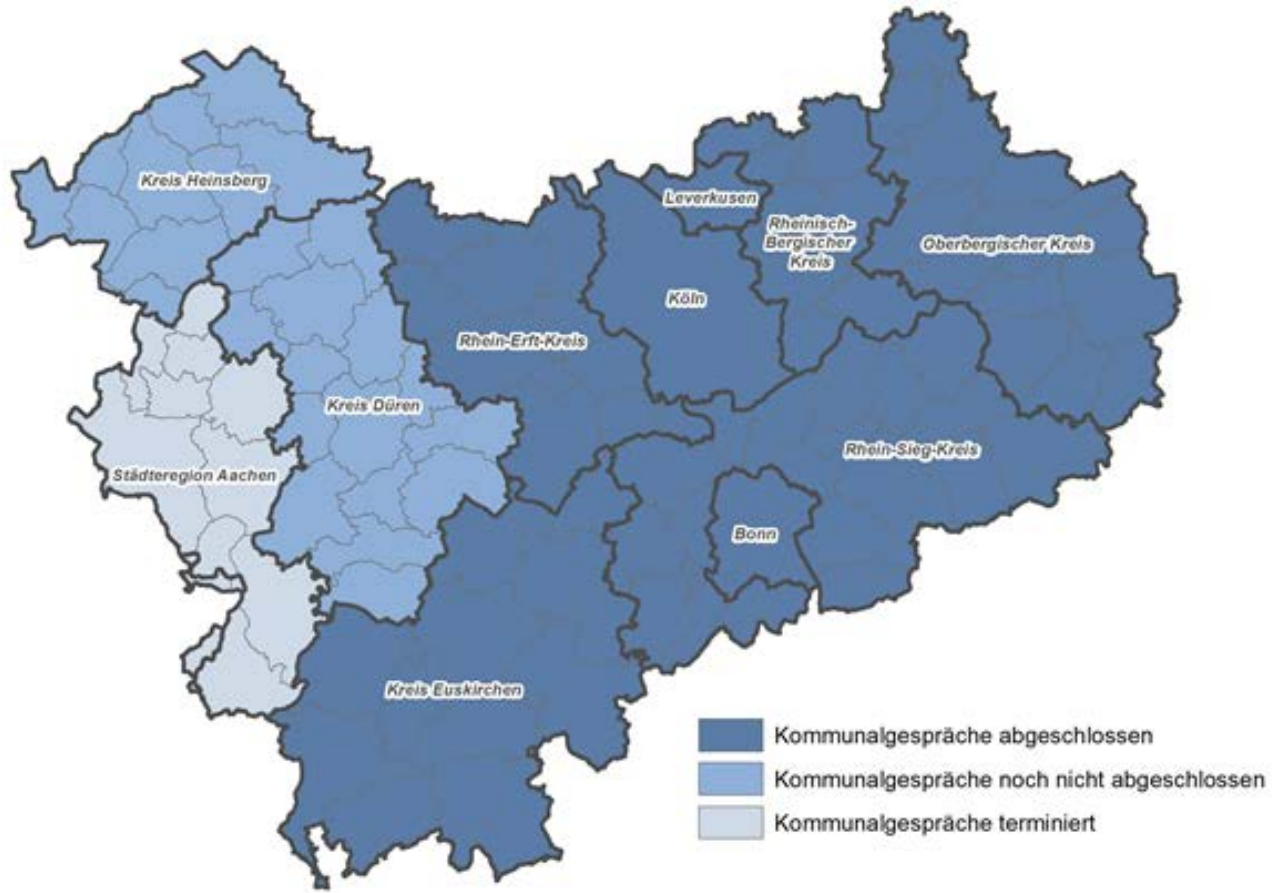 Kreis Heinsberg
Leverkusen
Rheinisch-
Bergischer
Kreis
Oberbergischer Kreis
Köln
Rhein-Erft-Kreis
Kreis Düren
Rhein-Sieg-Kreis
Städteregion Aachen
Bonn
Kreis Euskirchen
Kommunalgespräche abgeschlossen
Kommunalgespräche noch nicht abgeschlossen
Kommunalgespräche terminiert